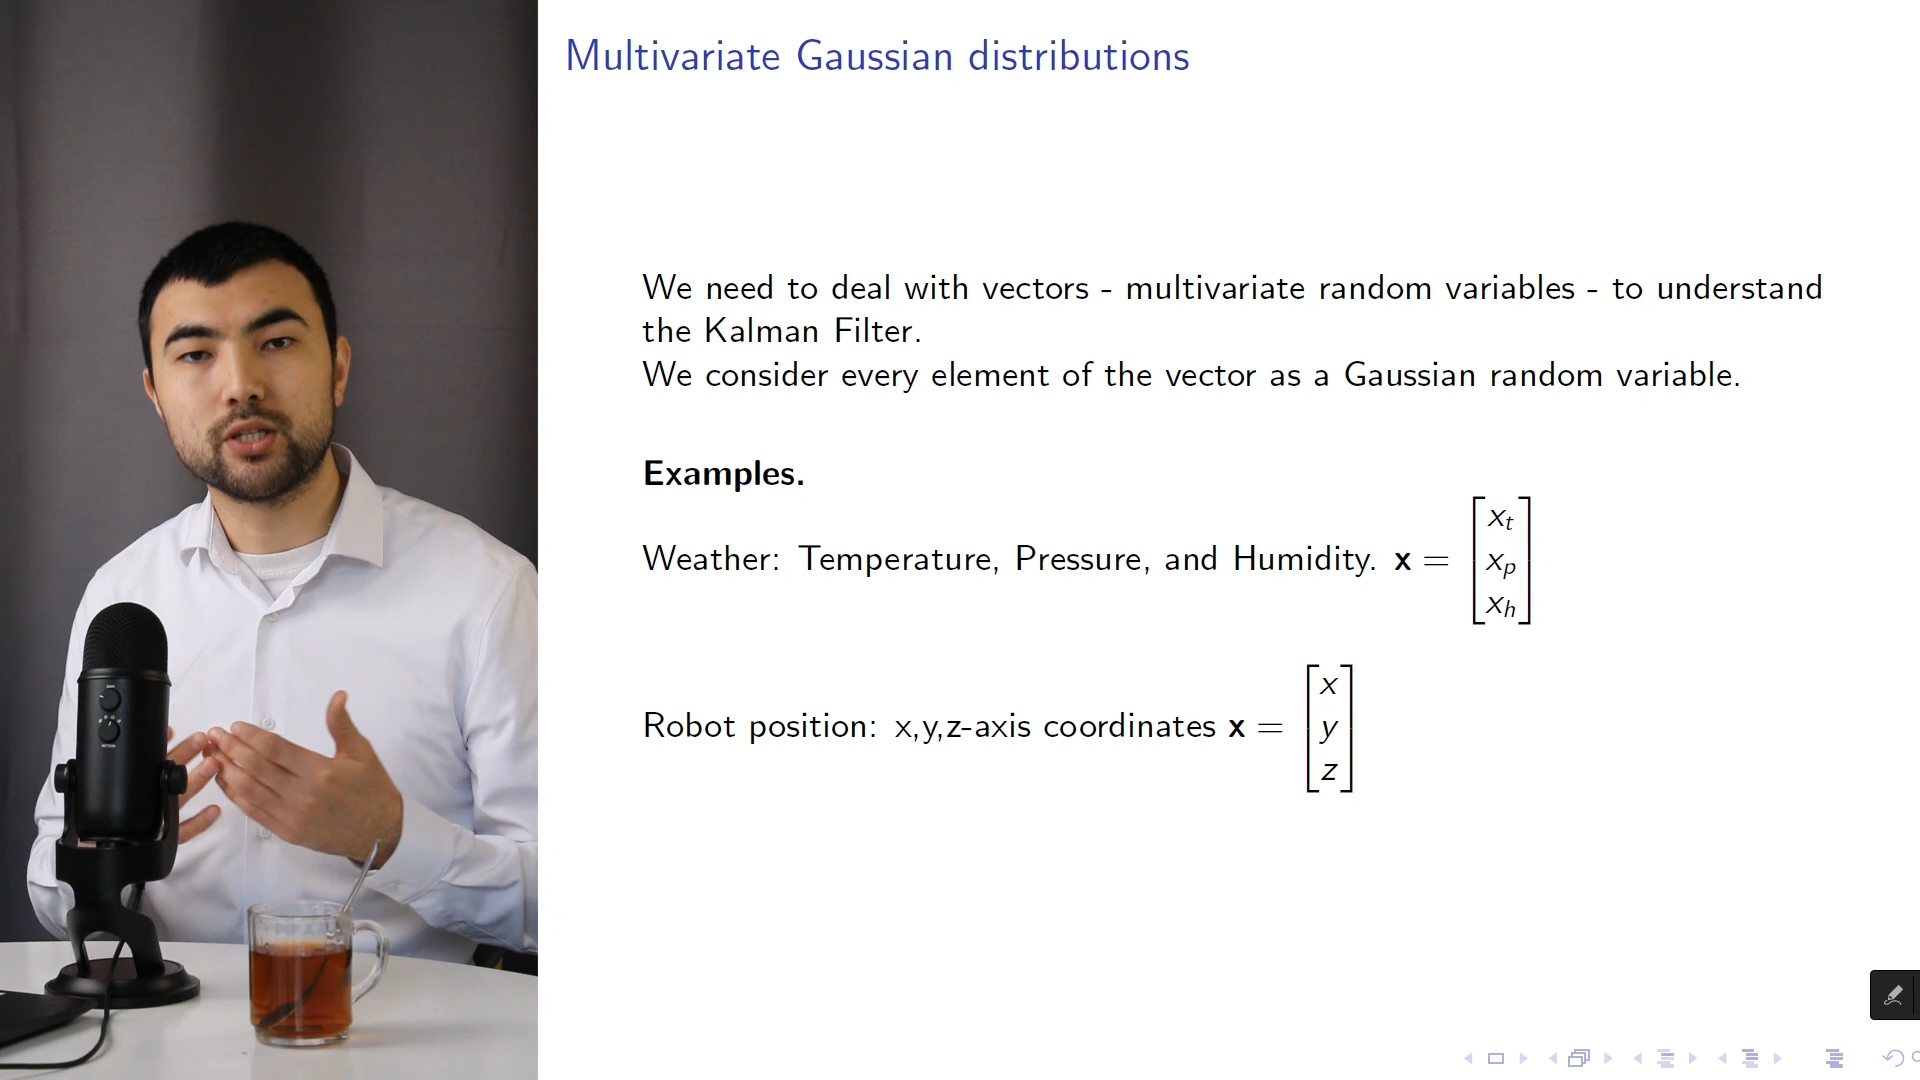 Multivariate Gaussian distributions
We need to deal with vectors - multivariate random variables - to understand
the Kalman Filter.
We consider every element of the vector as a Gaussian random variable.
Examples.
Weather: Temperature, Pressure, and Humidity. x = [x_t x_p x_h]
Robot position: x,y,z-axis coordinates x = [x y z]